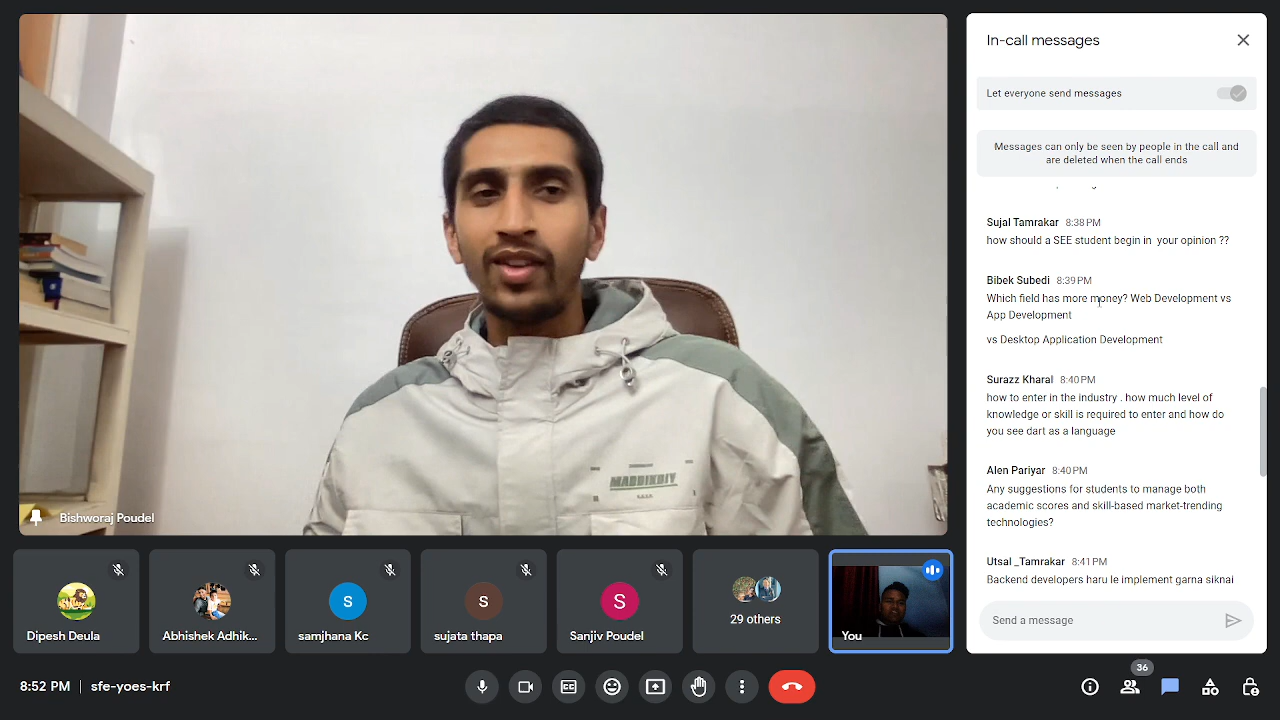 MADDIXDIY
Bishworaj Poudel
Dipesh Deula
Abhishek Adhik...
S
samjhana Kc
S
sujata thapa
S
Sanjiv Poudel
29 others
You
8:52 PM | sfe-yoes-krf
In-call messages
Let everyone send messages
Messages can only be seen by people in the call and
are deleted when the call ends
Sujal Tamrakar 8:38 PM
how should a SEE student begin in your opinion ??
Bibek Subedi 8:39 PM
Which field has more money? Web Development vs
App Development
vs Desktop Application Development
Surazz Kharal 8:40 PM
how to enter in the industry . how much level of
knowledge or skill is required to enter and how do
you see dart as a language
Alen Pariyar 8:40 PM
Any suggestions for students to manage both
academic scores and skill-based market-trending
technologies?
Utsal _Tamrakar 8:41 PM
Backend developers haru le implement garna siknai
Send a message
36